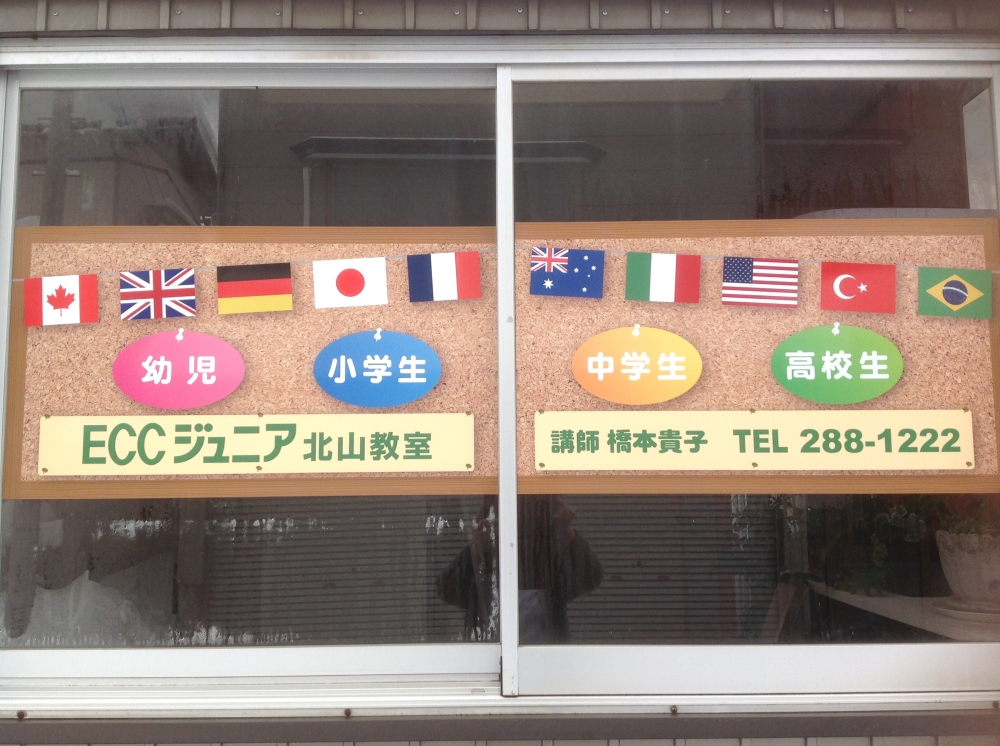 幼児
小学生
中学生
高校生
ECCジュニア 北山教室
講師 橋本貴子 TEL 288-1222